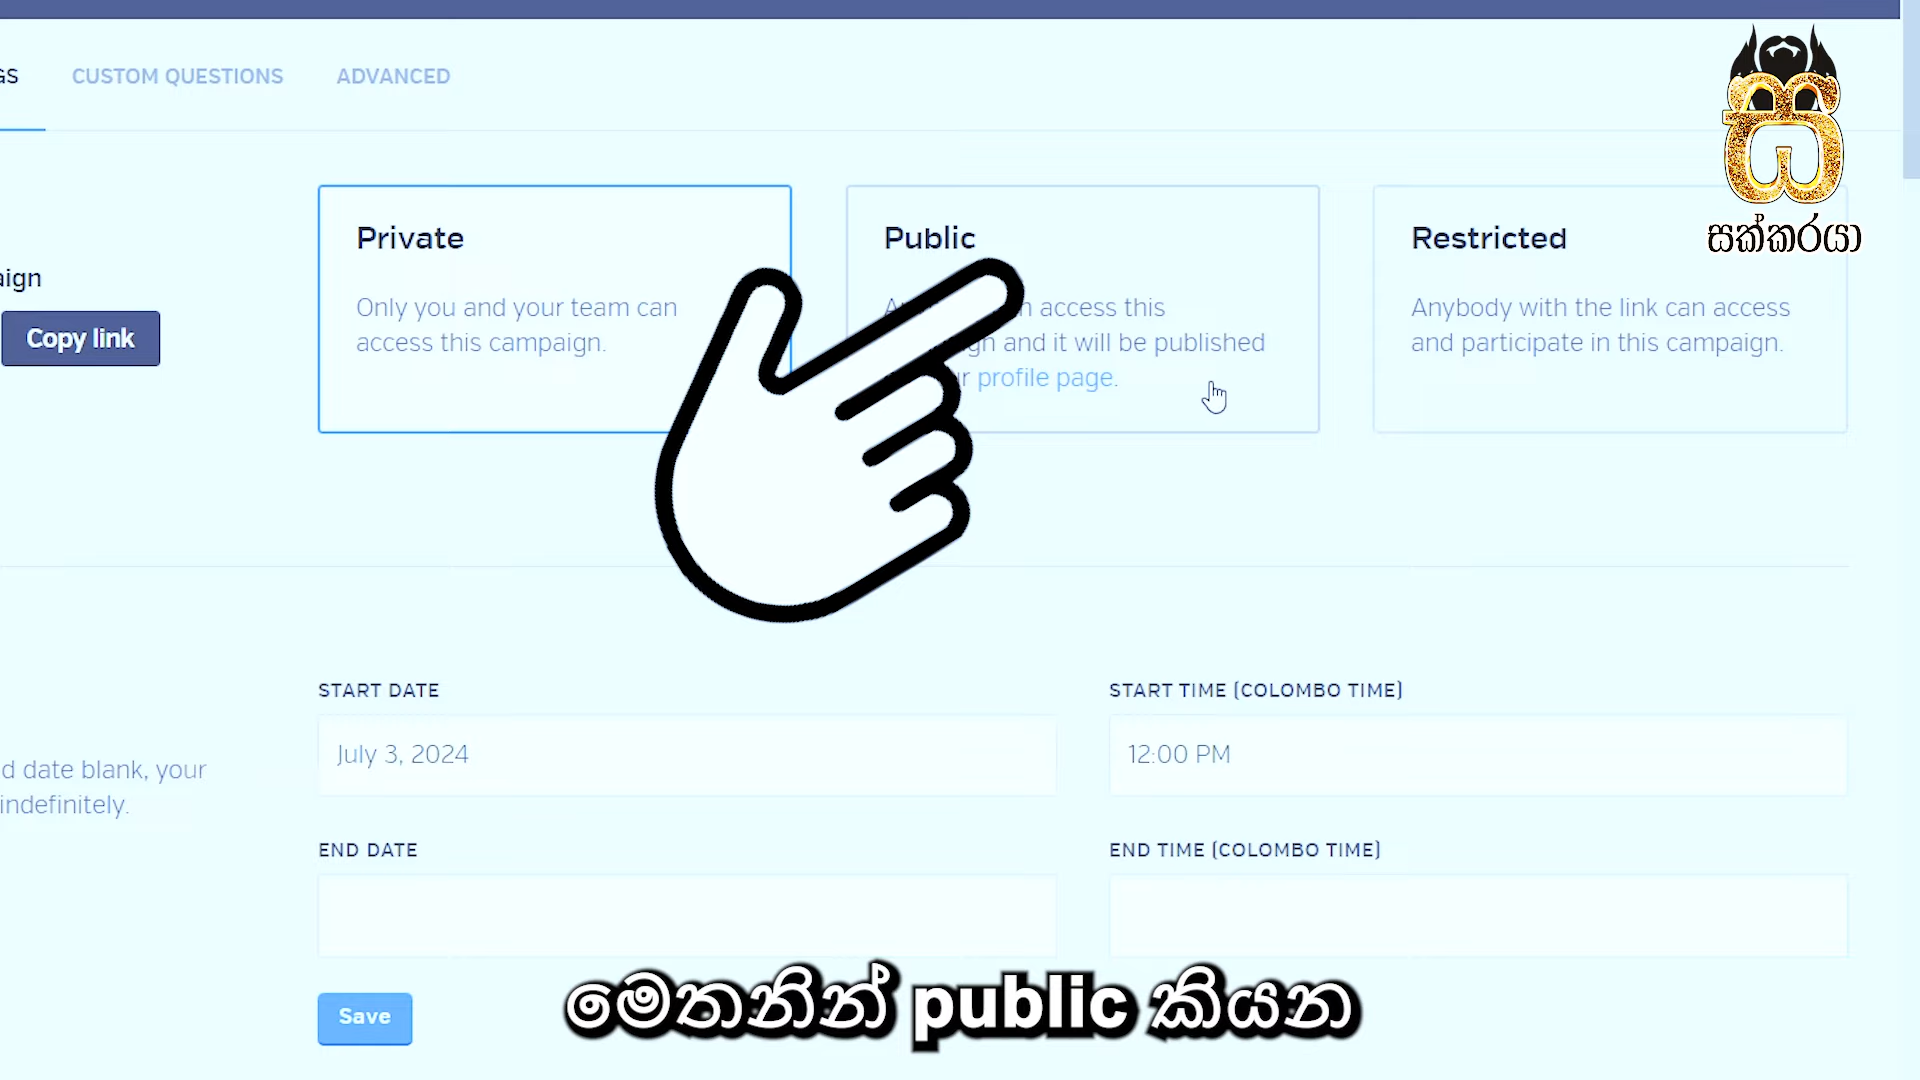 GS CUSTOM QUESTIONS ADVANCED
සක්කරයා
aign
Copy link
Private
Only you and your team can
access this campaign.
Public
access this
and it will be published
profile page.
Restricted
Anybody with the link can access
and participate in this campaign.
d date blank, your
indefinitely.
START DATE
July 3, 2024
START TIME (COLOMBO TIME)
12:00 PM
END DATE
END TIME (COLOMBO TIME)
Save
මෙතනින් public කියන